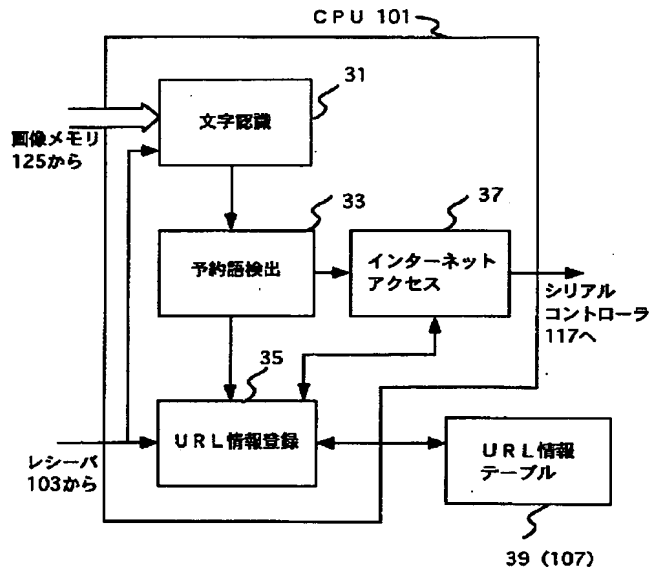 CPU 101
31
文字認識
画像メモリ
125から
33
37
予約語検出
インターネット
アクセス
シリアル
コントローラ
117へ
35
URL情報登録
レシーバ
103から
URL情報
テーブル
39(107)